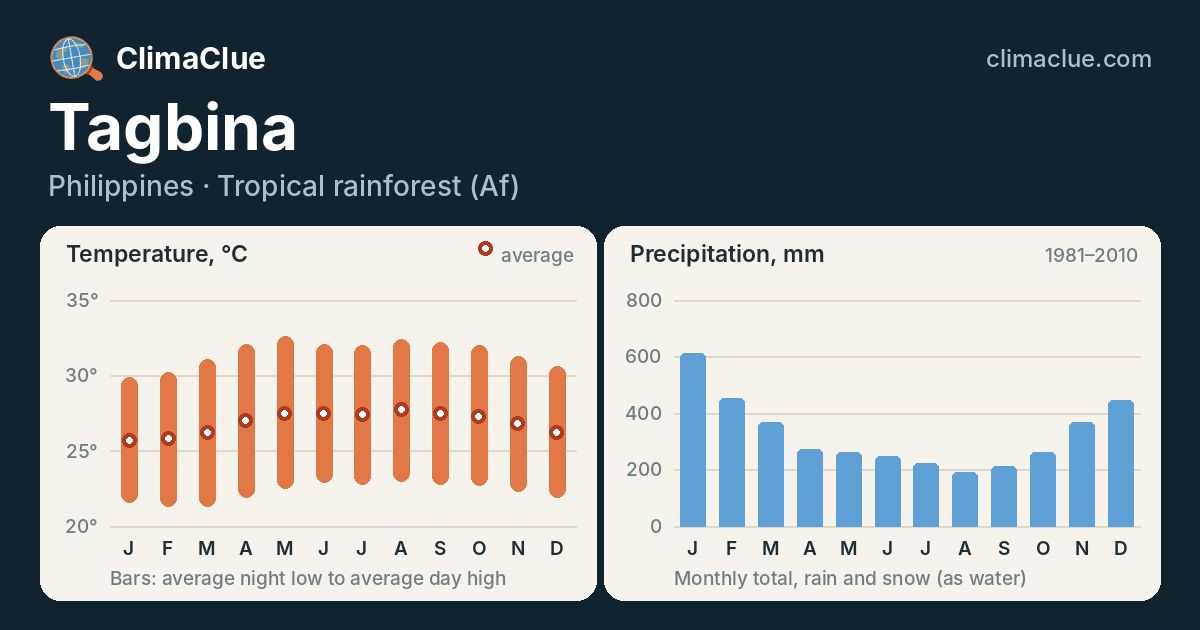 ClimaClue
climaclue.com
Tagbina
Philippines · Tropical rainforest (Af)
Temperature, °C
average
35°
30°
25°
20°
J F M A M J J A S O N D
Bars: average night low to average day high
Precipitation, mm
1981–2010
800
600
400
200
0
J F M A M J J A S O N D
Monthly total, rain and snow (as water)